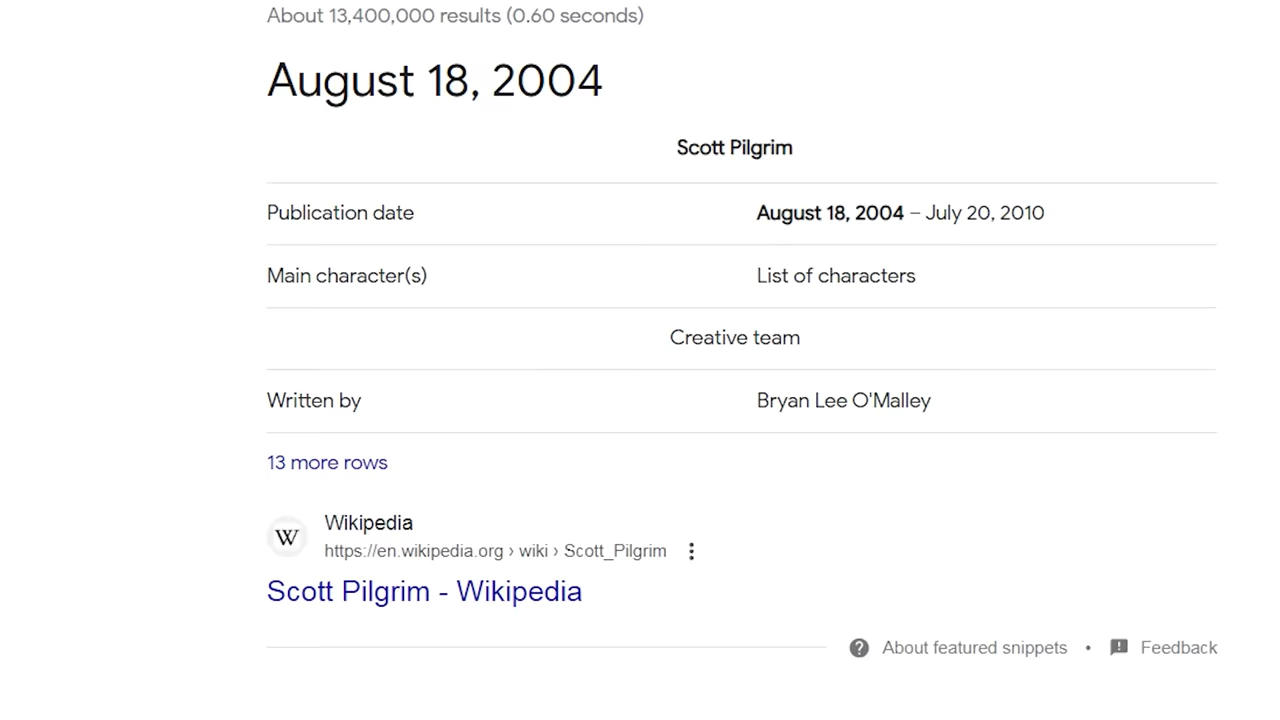 About 13,400,000 results (0.60 seconds)
August 18, 2004
Scott Pilgrim
Publication date August 18, 2004 – July 20, 2010
Main character(s) List of characters
Creative team
Written by Bryan Lee O'Malley
13 more rows
W
Wikipedia
https://en.wikipedia.org › wiki › Scott_Pilgrim
Scott Pilgrim - Wikipedia
About featured snippets • Feedback